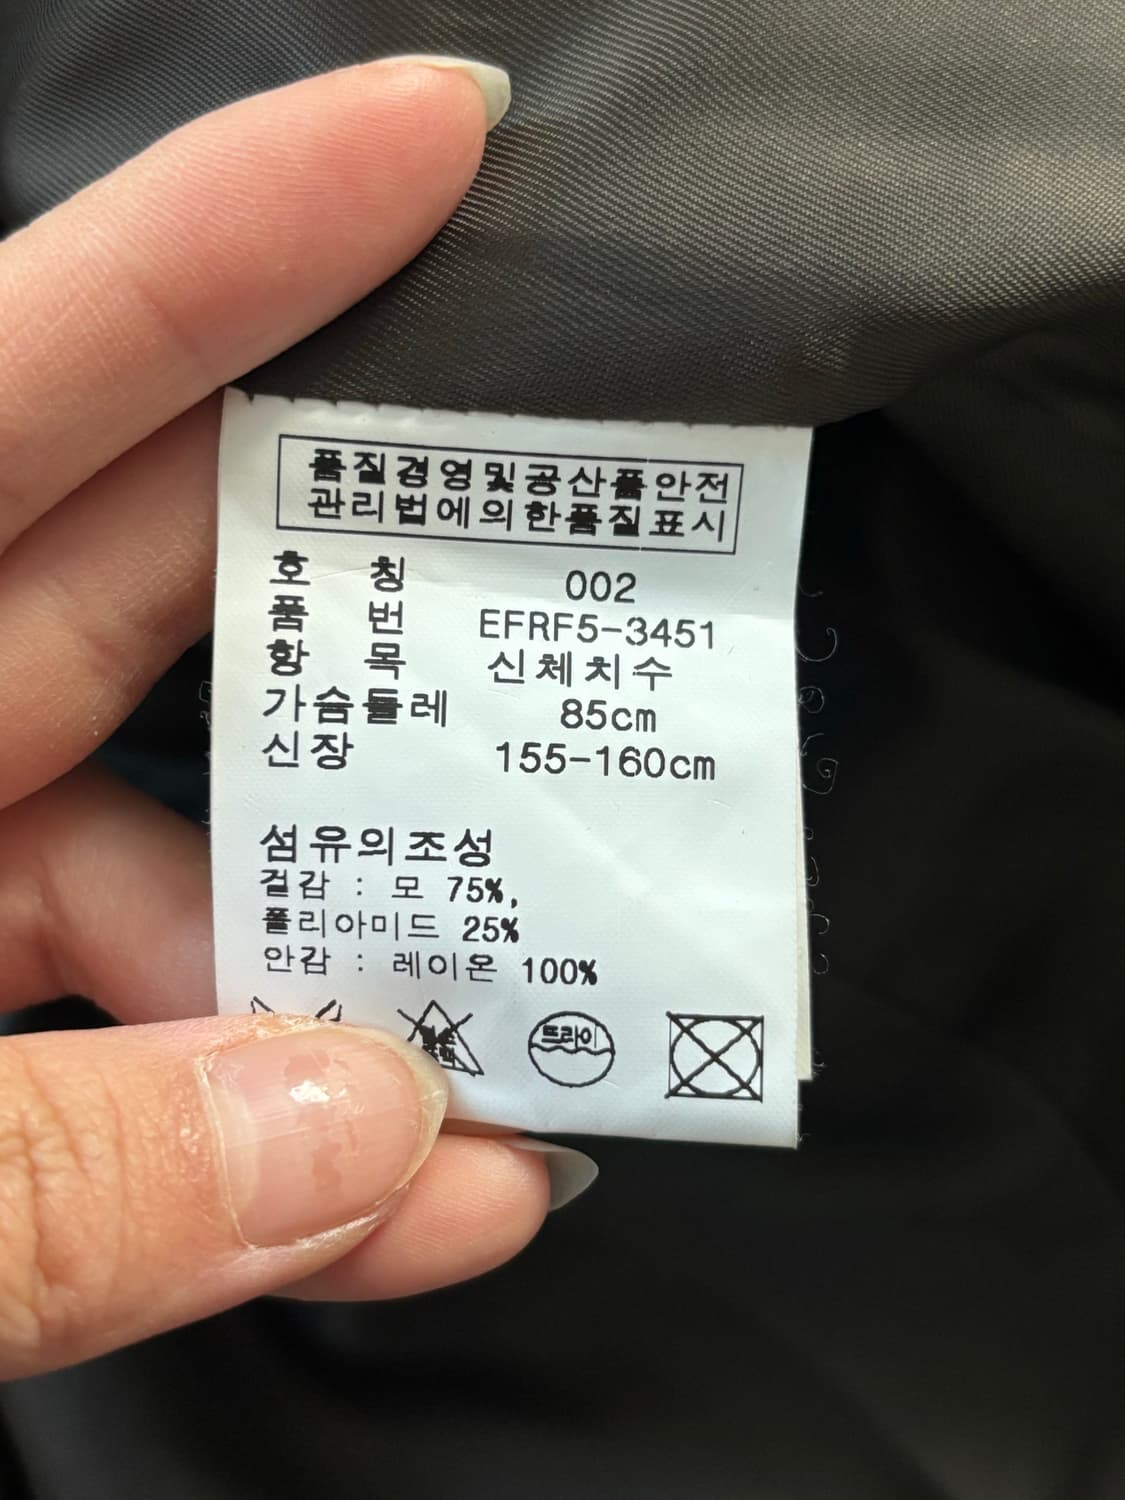 품질경영및공산품안전
관리법에의한품질표시
호 칭 002
품 번 EFRF5-3451
항 목 신체치수
가슴둘레 85cm
신장 155-160cm
섬유의조성
겉감 : 모 75%,
폴리아미드 25%
안감 : 레이온 100%
드라이